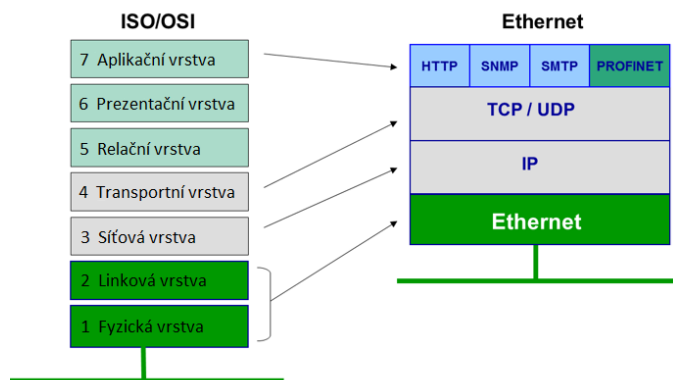 ISO/OSI
7 Aplikační vrstva
6 Prezentační vrstva
5 Relační vrstva
4 Transportní vrstva
3 Síťová vrstva
2 Linková vrstva
1 Fyzická vrstva
Ethernet
HTTP SNMP SMTP PROFINET
TCP / UDP
IP
Ethernet